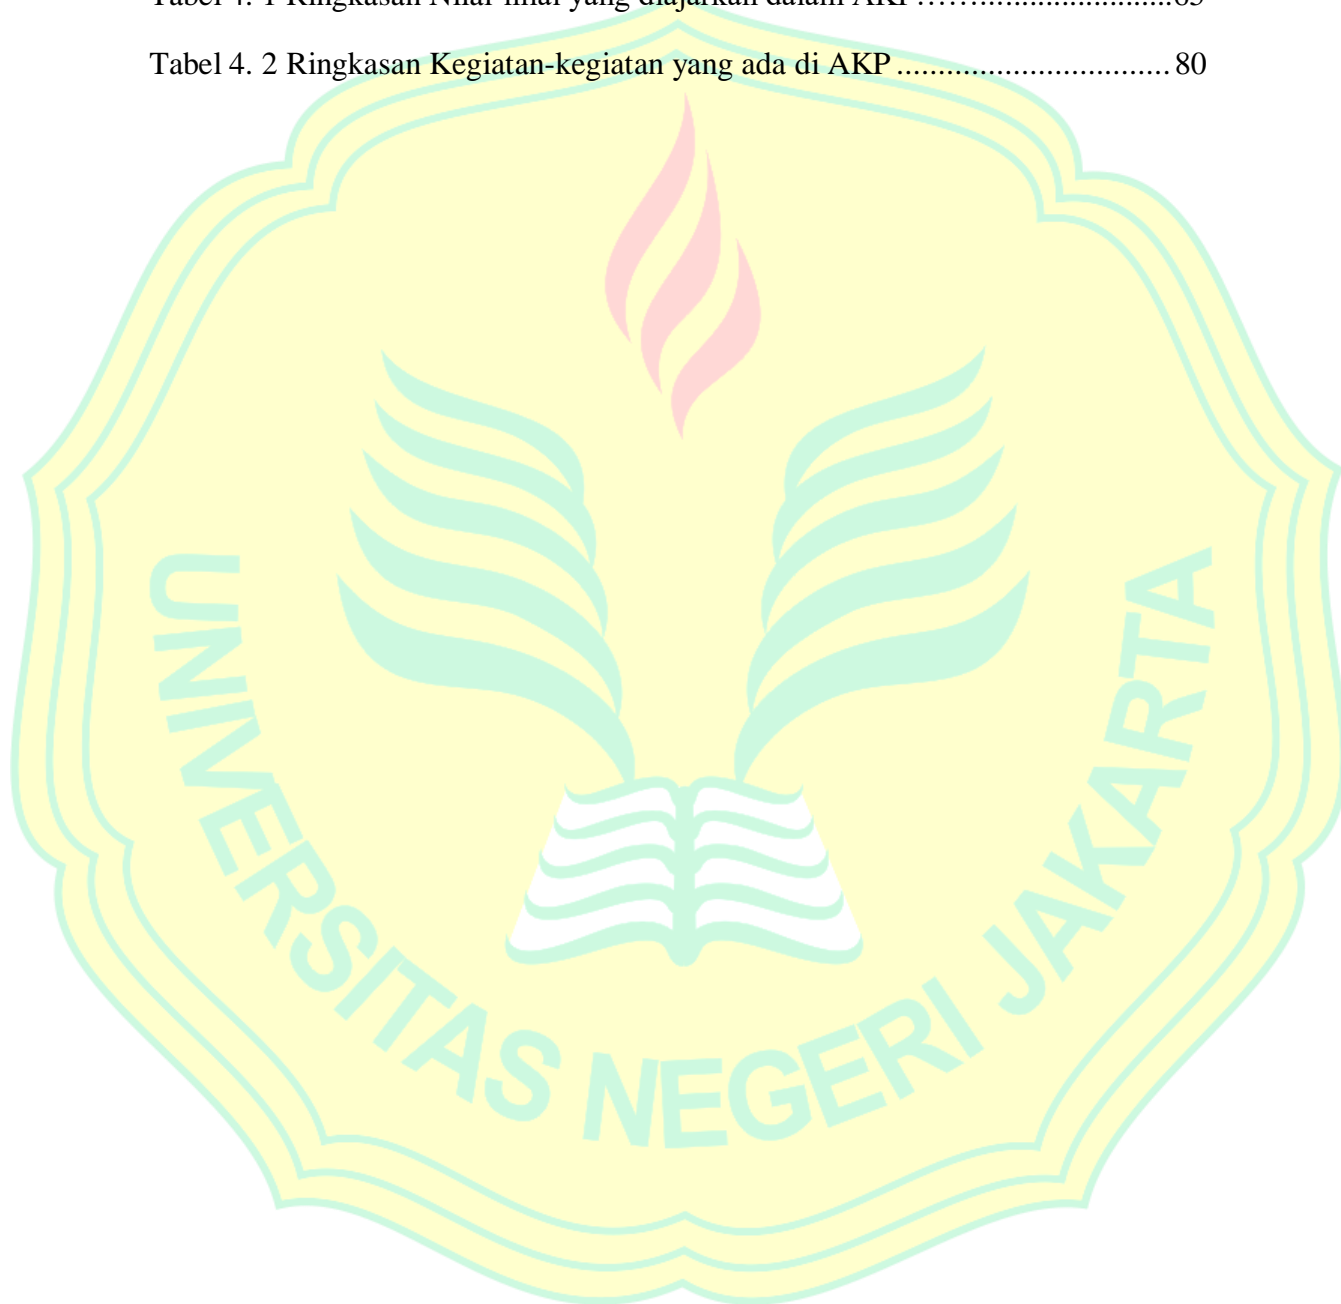 Tabel 4. 1 Ringkasan Nilai-nilai yang diajarkan dalam AKP…….......................
Tabel 4. 2 Ringkasan Kegiatan-kegiatan yang ada di AKP ................................ 80
UNIVERSITAS NEGERI JAKARTA